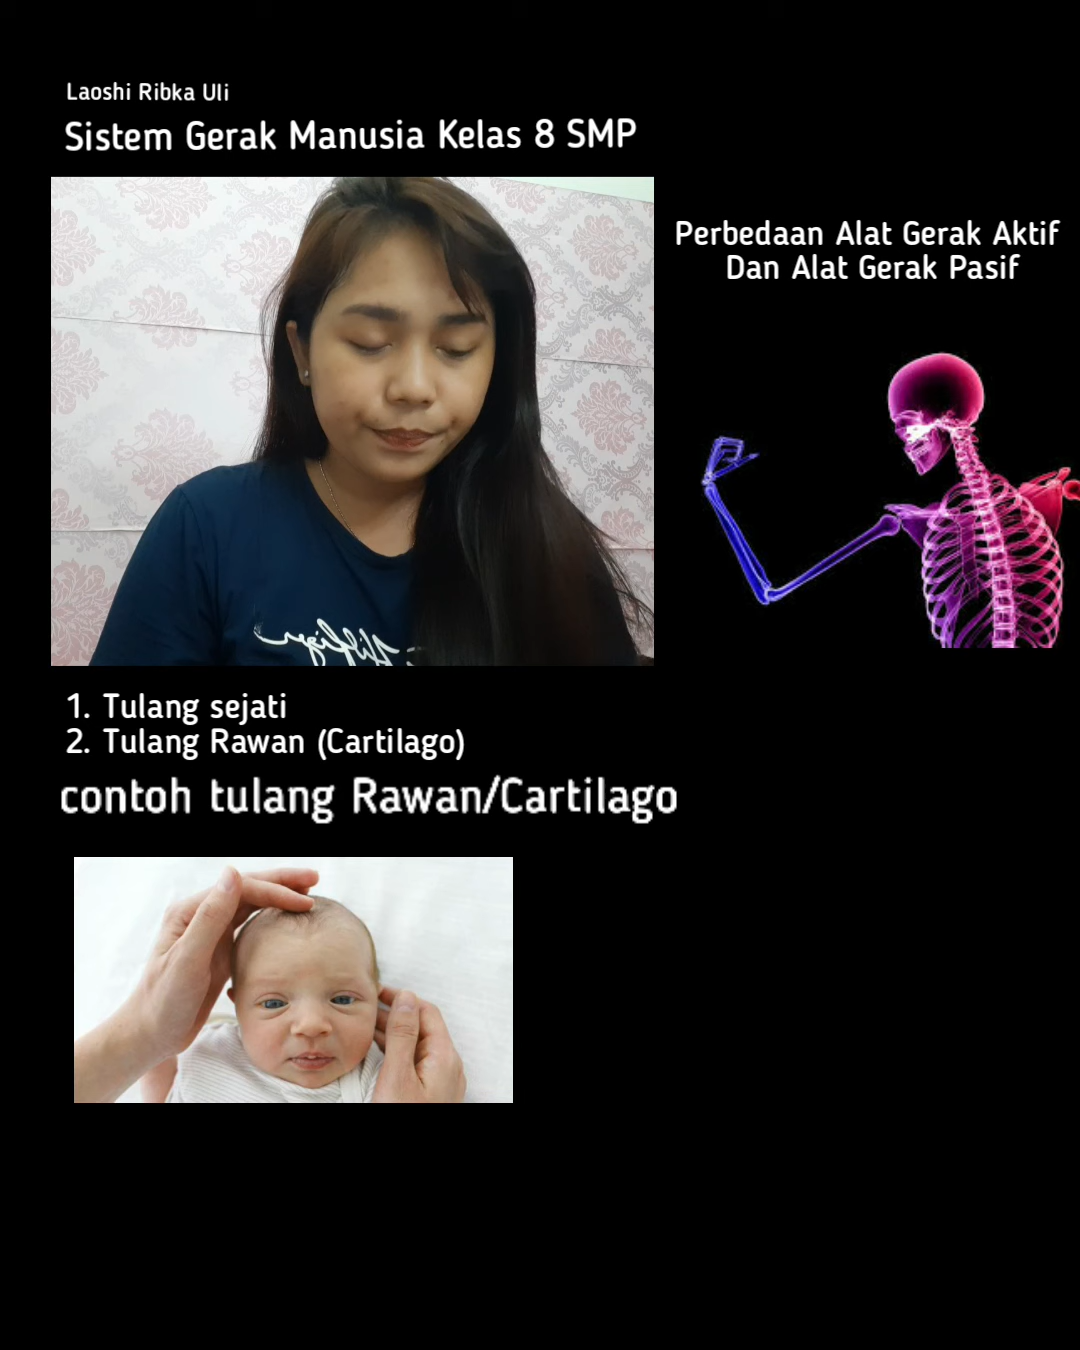 Laoshi Ribka Uli
Sistem Gerak Manusia Kelas 8 SMP
Perbedaan Alat Gerak Aktif
Dan Alat Gerak Pasif
1. Tulang sejati
2. Tulang Rawan (Cartilago)
contoh tulang Rawan/Cartilago